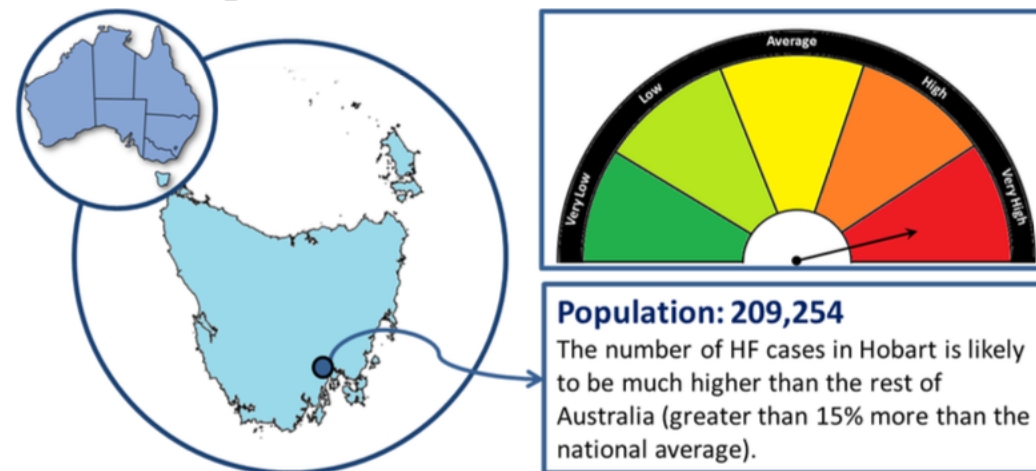 Very Low
Low
Average
High
Very High
Population: 209,254
The number of HF cases in Hobart is likely
to be much higher than the rest of
Australia (greater than 15% more than the
national average).